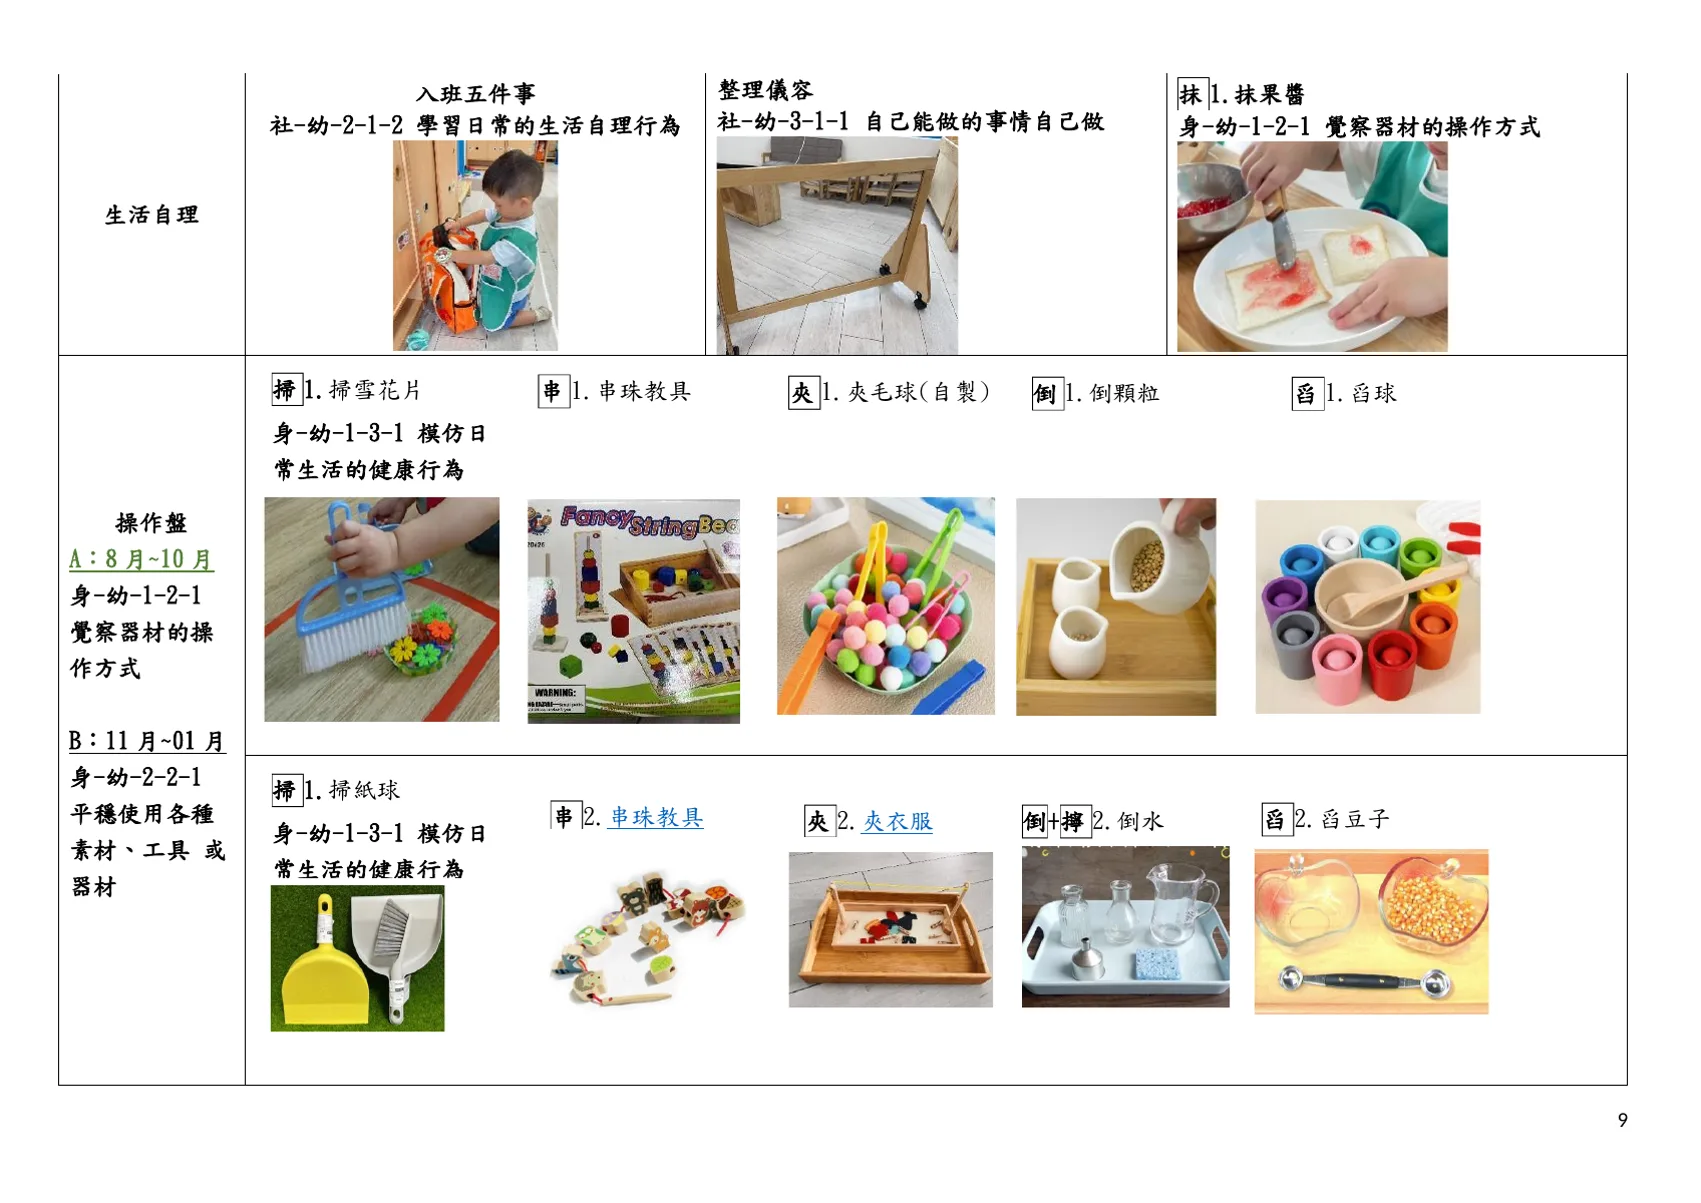 生活自理
入班五件事
社-幼-2-1-2 學習日常的生活自理行為
整理儀容
社-幼-3-1-1 自己能做的事情自己做
抹1.抹果醬
身-幼-1-2-1 覺察器材的操作方式
操作盤
A：8月~10月
身-幼-1-2-1
覺察器材的操
作方式
B：11月~01月
身-幼-2-2-1
平穩使用各種
素材、工具 或
器材
掃1.掃雪花片
身-幼-1-3-1 模仿日
常生活的健康行為
串1.串珠教具
夾1.夾毛球(自製)
倒1.倒顆粒
舀1.舀球
Fancy String Bea
WARNING:
掃1.掃紙球
身-幼-1-3-1 模仿日
常生活的健康行為
串2.串珠教具
夾2.夾衣服
倒+擰2.倒水
舀2.舀豆子
9